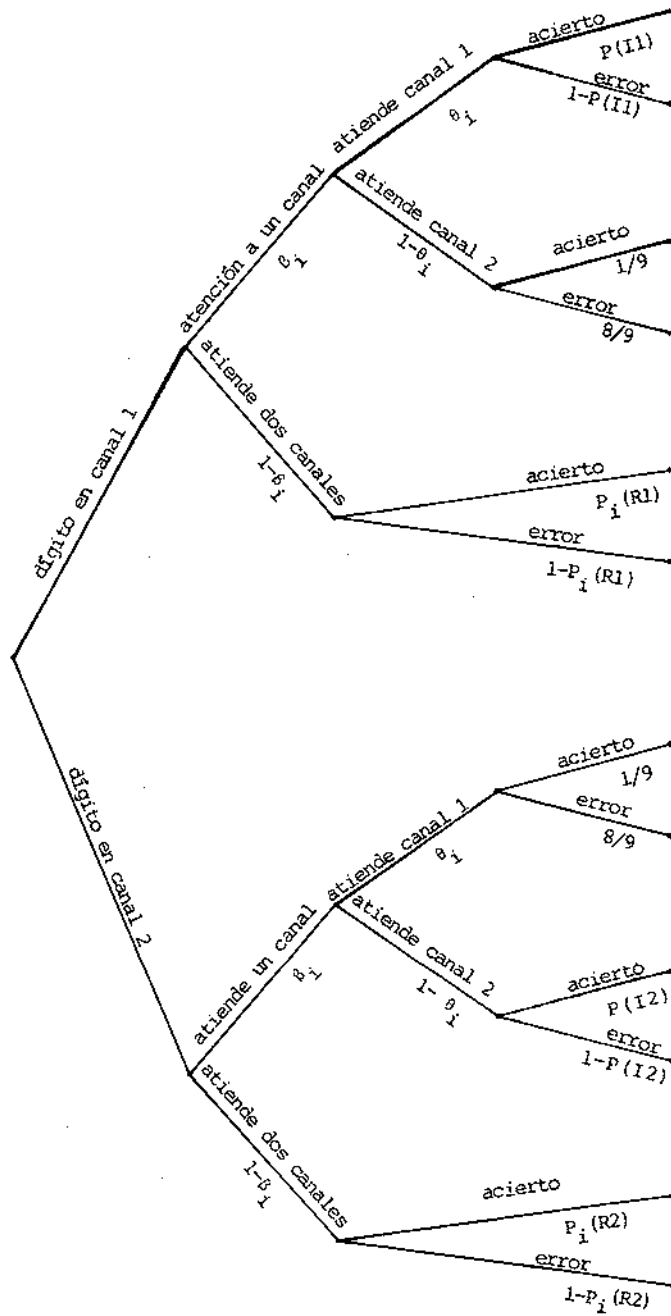 acierto
P(I1)
error
1-P(I1)
atiende canal 1
θi
atiende canal 2
1-θi
acierto
1/9
error
8/9
atención a un canal
βi
atiende dos canales
1-βi
acierto
Pi(R1)
error
1-Pi(R1)
dígito en canal 1
dígito en canal 2
acierto
1/9
error
8/9
atiende canal 1
θi
atiende canal 2
1- θi
acierto
P(I2)
error
1-P(I2)
atiende un canal
βi
atiende dos canales
1-βi
acierto
Pi(R2)
error
1-Pi(R2)